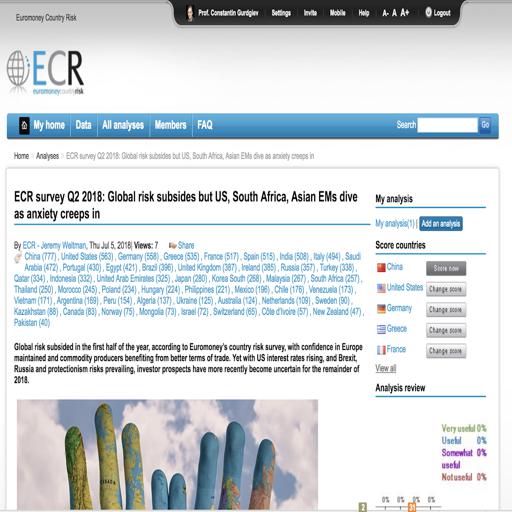 Euromoney Country Risk
Prof. Constantin Gurdgiev Settings Invite Mobile Help A- A A+ Logout
ECR
euromoneycountryrisk
My home Data All analyses Members FAQ Search Go
Home Analyses ECR survey Q2 2018: Global risk subsides but US, South Africa, Asian EMs dive as anxiety creeps in
ECR survey Q2 2018: Global risk subsides but US, South Africa, Asian EMs dive
as anxiety creeps in
By ECR - Jeremy Weltman, Thu Jul 5, 2018| Views: 7 Share
China (777) , United States (563) , Germany (558) , Greece (535) , France (517) , Spain (515) , India (508) , Italy (494) , Saudi
Arabia (472) , Portugal (430) , Egypt (421) , Brazil (396) , United Kingdom (387) , Ireland (385) , Russia (357) , Turkey (338) ,
Qatar (334) , Indonesia (332) , United Arab Emirates (325) , Japan (280) , Korea South (268) , Malaysia (267) , South Africa (257) ,
Thailand (250) , Morocco (245) , Poland (234) , Hungary (224) , Philippines (221) , Mexico (196) , Chile (176) , Venezuela (173) ,
Vietnam (171) , Argentina (169) , Peru (154) , Algeria (137) , Ukraine (125) , Australia (124) , Netherlands (109) , Sweden (90) ,
Kazakhstan (88) , Canada (83) , Norway (75) , Mongolia (73) , Israel (72) , Switzerland (65) , Côte d'Ivoire (57) , New Zealand (47) ,
Pakistan (40)
Global risk subsided in the first half of the year, according to Euromoney's country risk survey, with confidence in Europe
maintained and commodity producers benefiting from better terms of trade. Yet with US interest rates rising, and Brexit,
Russia and protectionism risks prevailing, investor prospects have more recently become uncertain for the remainder of
2018.
CANADA
My analysis
My analysis(1) | Add an analysis
Score countries
China Score now
United States Change score
Germany Change score
Greece Change score
France Change score
View all
Analysis review
Very useful 0%
Useful 0%
Somewhat 0%
useful
Not useful 0%
0% 0% 0% 0%
2 31